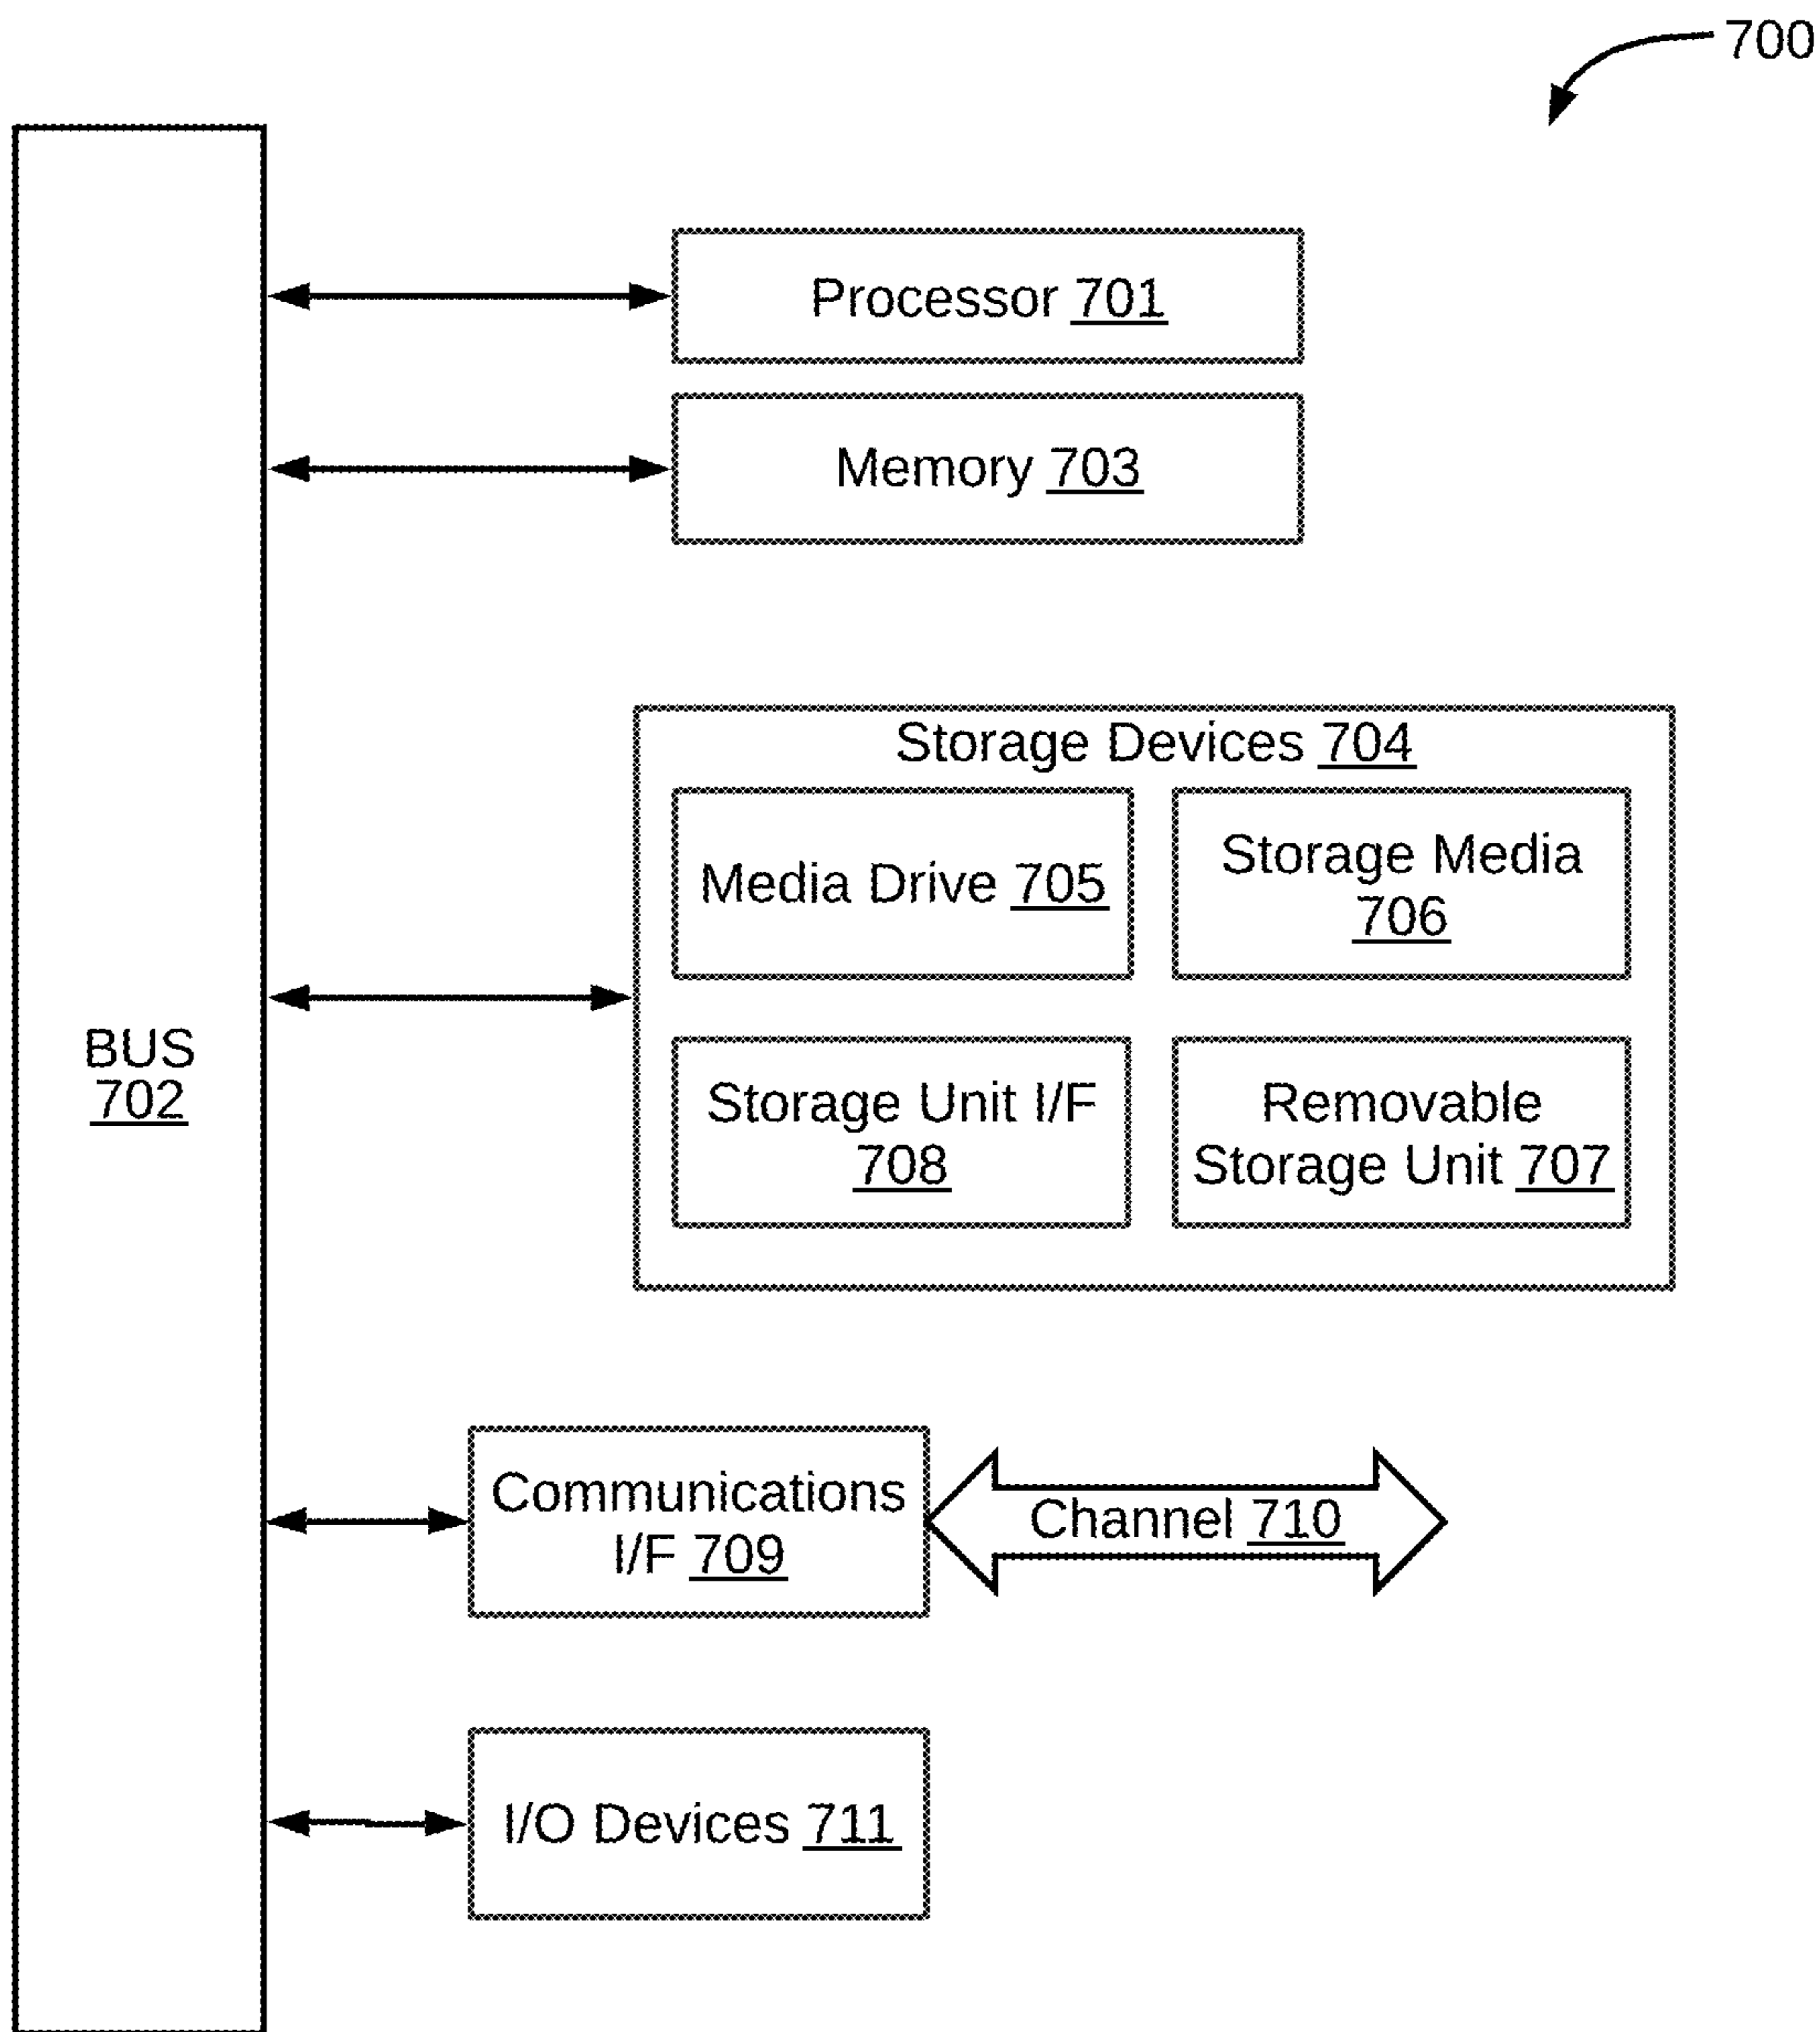 700
Processor 701
Memory 703
Storage Devices 704
Media Drive 705
Storage Media
706
BUS
702
Storage Unit I/F
708
Removable
Storage Unit 707
Communications
I/F 709
Channel 710
I/O Devices 711